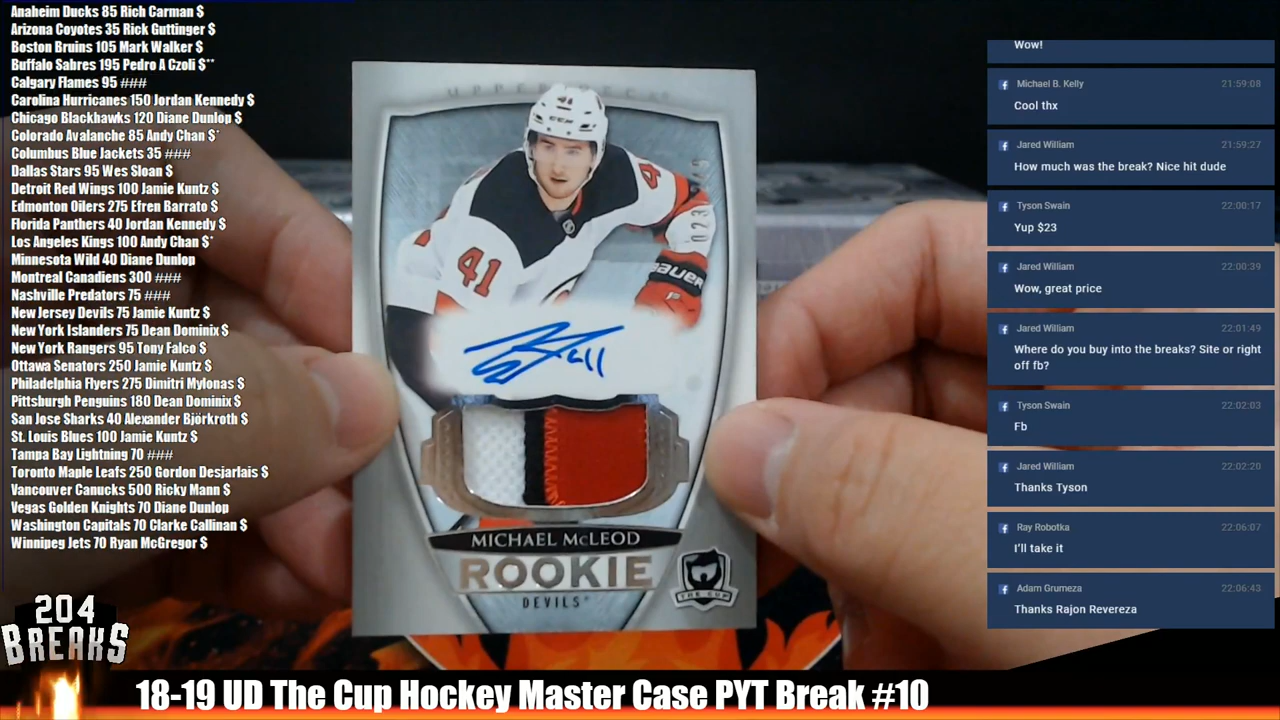 Anaheim Ducks 85 Rich Carman $
Arizona Coyotes 35 Rick Guttinger $
Boston Bruins 105 Mark Walker $
Buffalo Sabres 195 Pedro A Czoli $**
Calgary Flames 95 ###
Carolina Hurricanes 150 Jordan Kennedy $
Chicago Blackhawks 120 Diane Dunlop $
Colorado Avalanche 85 Andy Chan $*
Columbus Blue Jackets 35 ###
Dallas Stars 95 Wes Sloan $
Detroit Red Wings 100 Jamie Kuntz $
Edmonton Oilers 275 Efren Barrato $
Florida Panthers 40 Jordan Kennedy $
Los Angeles Kings 100 Andy Chan $*
Minnesota Wild 40 Diane Dunlop
Montreal Canadiens 300 ###
Nashville Predators 75 ###
New Jersey Devils 75 Jamie Kuntz $
New York Islanders 75 Dean Dominix $
New York Rangers 95 Tony Falco $
Ottawa Senators 250 Jamie Kuntz $
Philadelphia Flyers 275 Dimitri Mylonas $
Pittsburgh Penguins 180 Dean Dominix $
San Jose Sharks 40 Alexander Björkroth $
St. Louis Blues 100 Jamie Kuntz $
Tampa Bay Lightning 70 ###
Toronto Maple Leafs 250 Gordon Desjarlais $
Vancouver Canucks 500 Ricky Mann $
Vegas Golden Knights 70 Diane Dunlop
Washington Capitals 70 Clarke Callinan $
Winnipeg Jets 70 Ryan McGregor $
204
BREAKS
UPPER DECK
41
CCM
4
41
BAUER
41
MICHAEL McLEOD
ROOKIE
DEVILS
THE CUP
Wow!
Michael B. Kelly 21:59:08
Cool thx
Jared William 21:59:27
How much was the break? Nice hit dude
Tyson Swain 22:00:17
Yup $23
Jared William 22:00:39
Wow, great price
Jared William 22:01:49
Where do you buy into the breaks? Site or right
off fb?
Tyson Swain 22:02:03
Fb
Jared William 22:02:20
Thanks Tyson
Ray Robotka 22:06:07
I'll take it
Adam Grumeza 22:06:43
Thanks Rajon Revereza
18-19 UD The Cup Hockey Master Case PYT Break #10